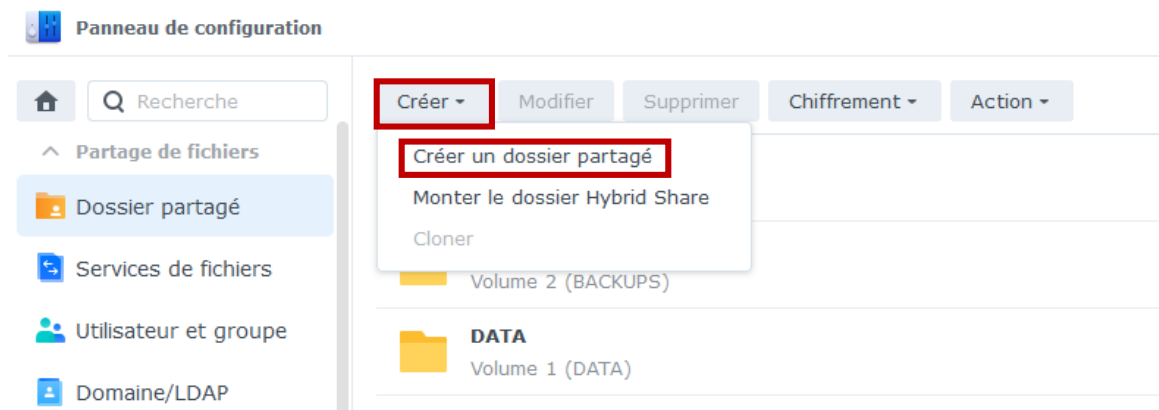 Panneau de configuration
Recherche
Partage de fichiers
Dossier partagé
Services de fichiers
Utilisateur et groupe
Domaine/LDAP
Créer
Modifier
Supprimer
Chiffrement
Action
Créer un dossier partagé
Monter le dossier Hybrid Share
Cloner
Volume 2 (BACKUPS)
DATA
Volume 1 (DATA)